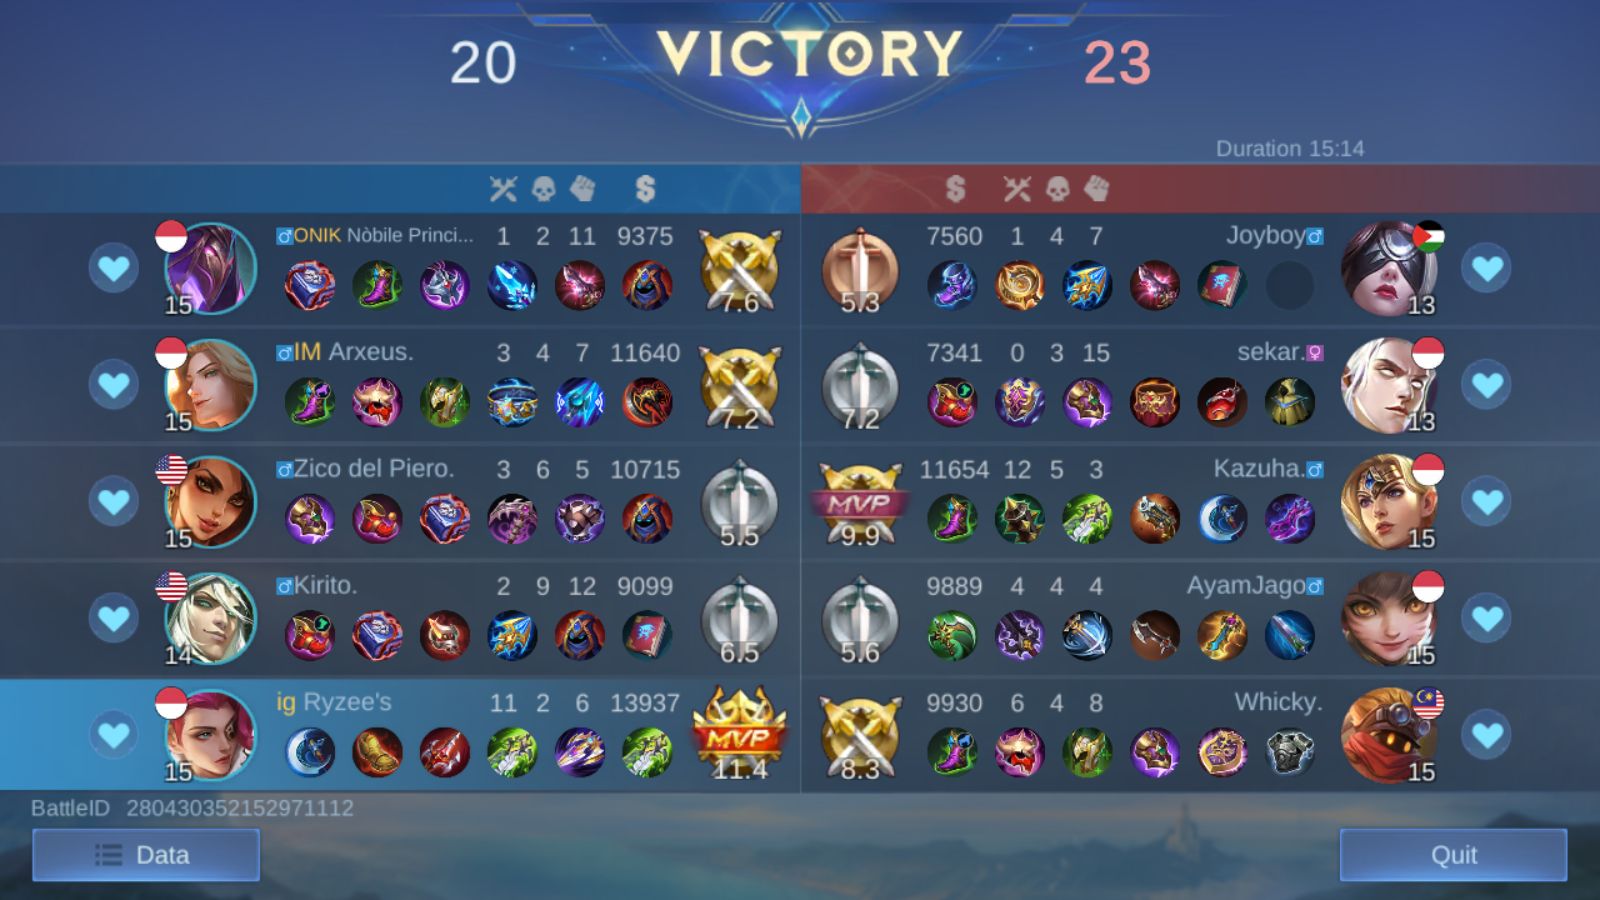 20 VICTORY 23
Duration 15:14
ONIK Nòbile Princi... 1 2 11 9375
15
7.6
5.3
7560 1 4 7 Joyboy
13
IM Arxeus. 3 4 7 11640
15
7.2
7.2
7341 0 3 15 sekar.
13
Zico del Piero. 3 6 5 10715
15
5.5
MVP
9.9
11654 12 5 3 Kazuha.
15
Kirito. 2 9 12 9099
14
6.5
5.6
9889 4 4 4 AyamJago
15
ig Ryzee's 11 2 6 13937
15
MVP
11.4
8.3
9930 6 4 8 Whicky.
15
BattleID 280430352152971112
Data
Quit